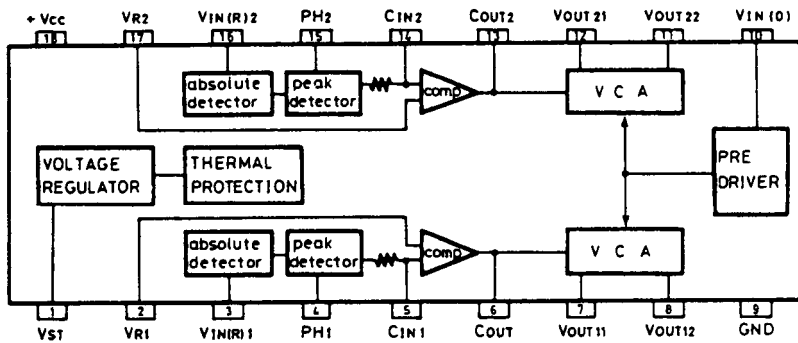 + VCC VR2 VIN(R)2 PH2 CIN2 COUT2 VOUT21 VOUT22 VIN(O)
18 17 16 15 14 13 12 11 10
absolute
detector
peak
detector
comp
V C A
VOLTAGE
REGULATOR
THERMAL
PROTECTION
PRE
DRIVER
absolute
detector
peak
detector
comp
V C A
1 2 3 4 5 6 7 8 9
VST VR1 VIN(R)1 PH1 CIN1 COUT VOUT11 VOUT12 GND